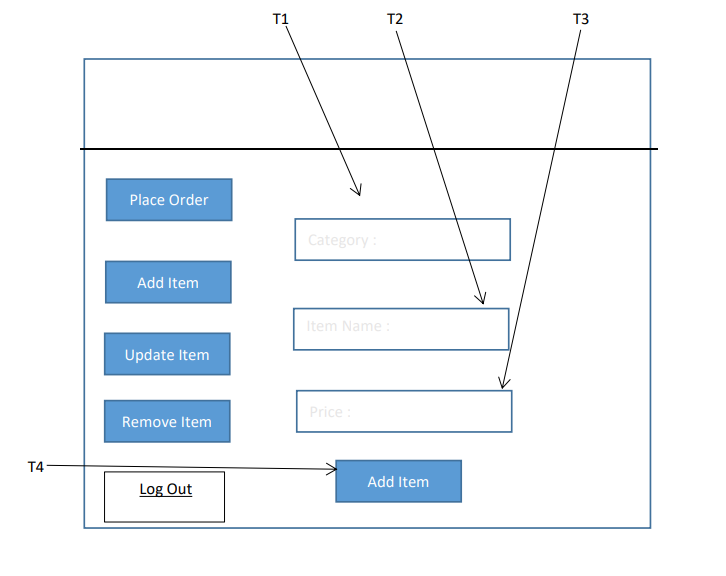 T1
T2
T3
Place Order
Category :
Add Item
Item Name :
Update Item
Price :
Remove Item
T4
Add Item
Log Out